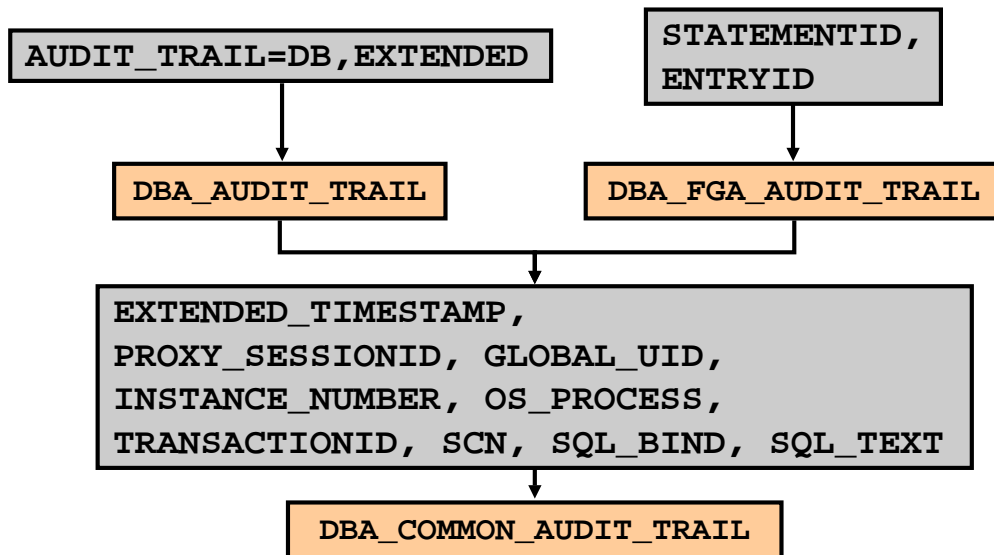 AUDIT_TRAIL=DB,EXTENDED
STATEMENTID,
ENTRYID
DBA_AUDIT_TRAIL
DBA_FGA_AUDIT_TRAIL
EXTENDED_TIMESTAMP,
PROXY_SESSIONID, GLOBAL_UID,
INSTANCE_NUMBER, OS_PROCESS,
TRANSACTIONID, SCN, SQL_BIND, SQL_TEXT
DBA_COMMON_AUDIT_TRAIL